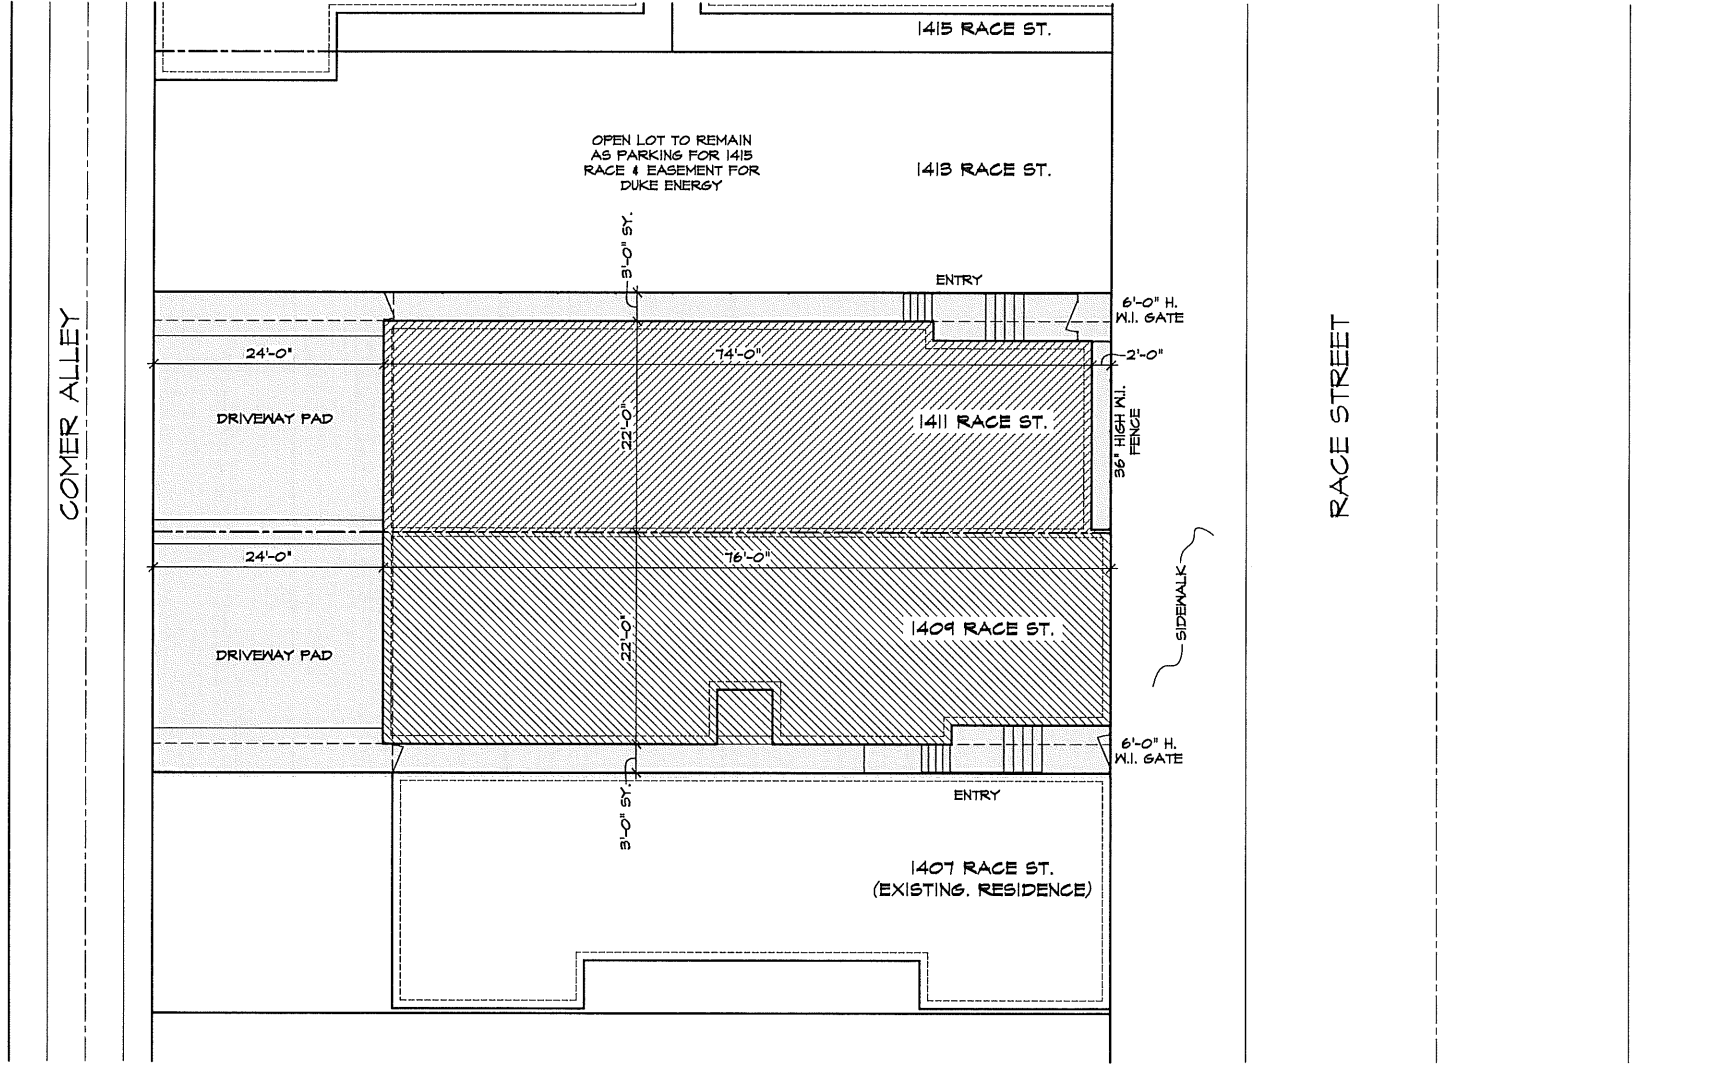 1415 RACE ST.
OPEN LOT TO REMAIN
AS PARKING FOR 1415
RACE & EASEMENT FOR
DUKE ENERGY
1413 RACE ST.
3'-0" SY.
ENTRY
6'-0" H.
W.I. GATE
24'-0"
74'-0"
2'-0"
COMER ALLEY
DRIVEWAY PAD
22'-0"
1411 RACE ST.
36" HIGH W.I.
FENCE
RACE STREET
24'-0"
76'-0"
SIDEWALK
1409 RACE ST.
22'-0"
DRIVEWAY PAD
6'-0" H.
W.I. GATE
ENTRY
3'-0" SY.
1407 RACE ST.
(EXISTING. RESIDENCE)